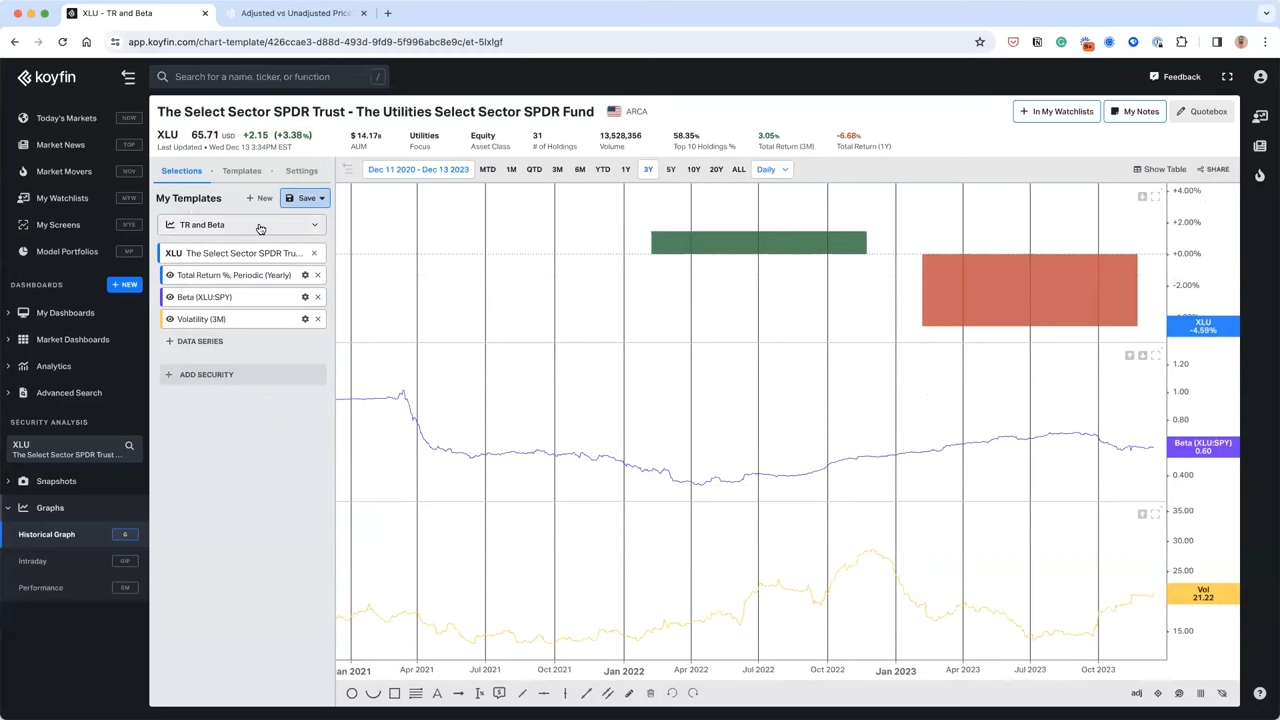 XLU - TR and Beta
Adjusted vs Unadjusted Price
app.koyfin.com/chart-template/426ccae3-d88d-493d-9fd9-5f996abc8e9c/et-5lxlgf
9+
koyfin
Search for a name, ticker, or function
/
Feedback
Today's Markets
NOW
Market News
TOP
Market Movers
MOV
My Watchlists
MYW
My Screens
MYS
Model Portfolios
MP
DASHBOARDS
+ NEW
My Dashboards
Market Dashboards
Analytics
Advanced Search
SECURITY ANALYSIS
XLU
The Select Sector SPDR Trust ...
Snapshots
Graphs
Historical Graph
G
Intraday
GIP
Performance
GM
The Select Sector SPDR Trust - The Utilities Select Sector SPDR Fund
ARCA
+ In My Watchlists
My Notes
Quotebox
XLU 65.71 USD +2.15 (+3.38%)
Last Updated • Wed Dec 13 3:34PM EST
$ 14.17B
AUM
Utilities
Focus
Equity
Asset Class
31
# of Holdings
13,528,356
Volume
58.35%
Top 10 Holdings %
3.05%
Total Return (3M)
-6.68%
Total Return (1Y)
Selections
Templates
Settings
Dec 11 2020 - Dec 13 2023
MTD
1M
QTD
3M
6M
YTD
1Y
3Y
5Y
10Y
20Y
ALL
Daily
Show Table
SHARE
My Templates
+ New
Save
TR and Beta
XLU The Select Sector SPDR Tru...
Total Return %, Periodic (Yearly)
Beta (XLU:SPY)
Volatility (3M)
+ DATA SERIES
+ ADD SECURITY
+4.00%
+2.00%
+0.00%
-2.00%
XLU
-4.59%
1.20
1.00
0.80
Beta (XLU:SPY)
0.60
0.400
35.00
30.00
25.00
Vol
21.22
15.00
an 2021
Apr 2021
Jul 2021
Oct 2021
Jan 2022
Apr 2022
Jul 2022
Oct 2022
Jan 2023
Apr 2023
Jul 2023
Oct 2023
adj